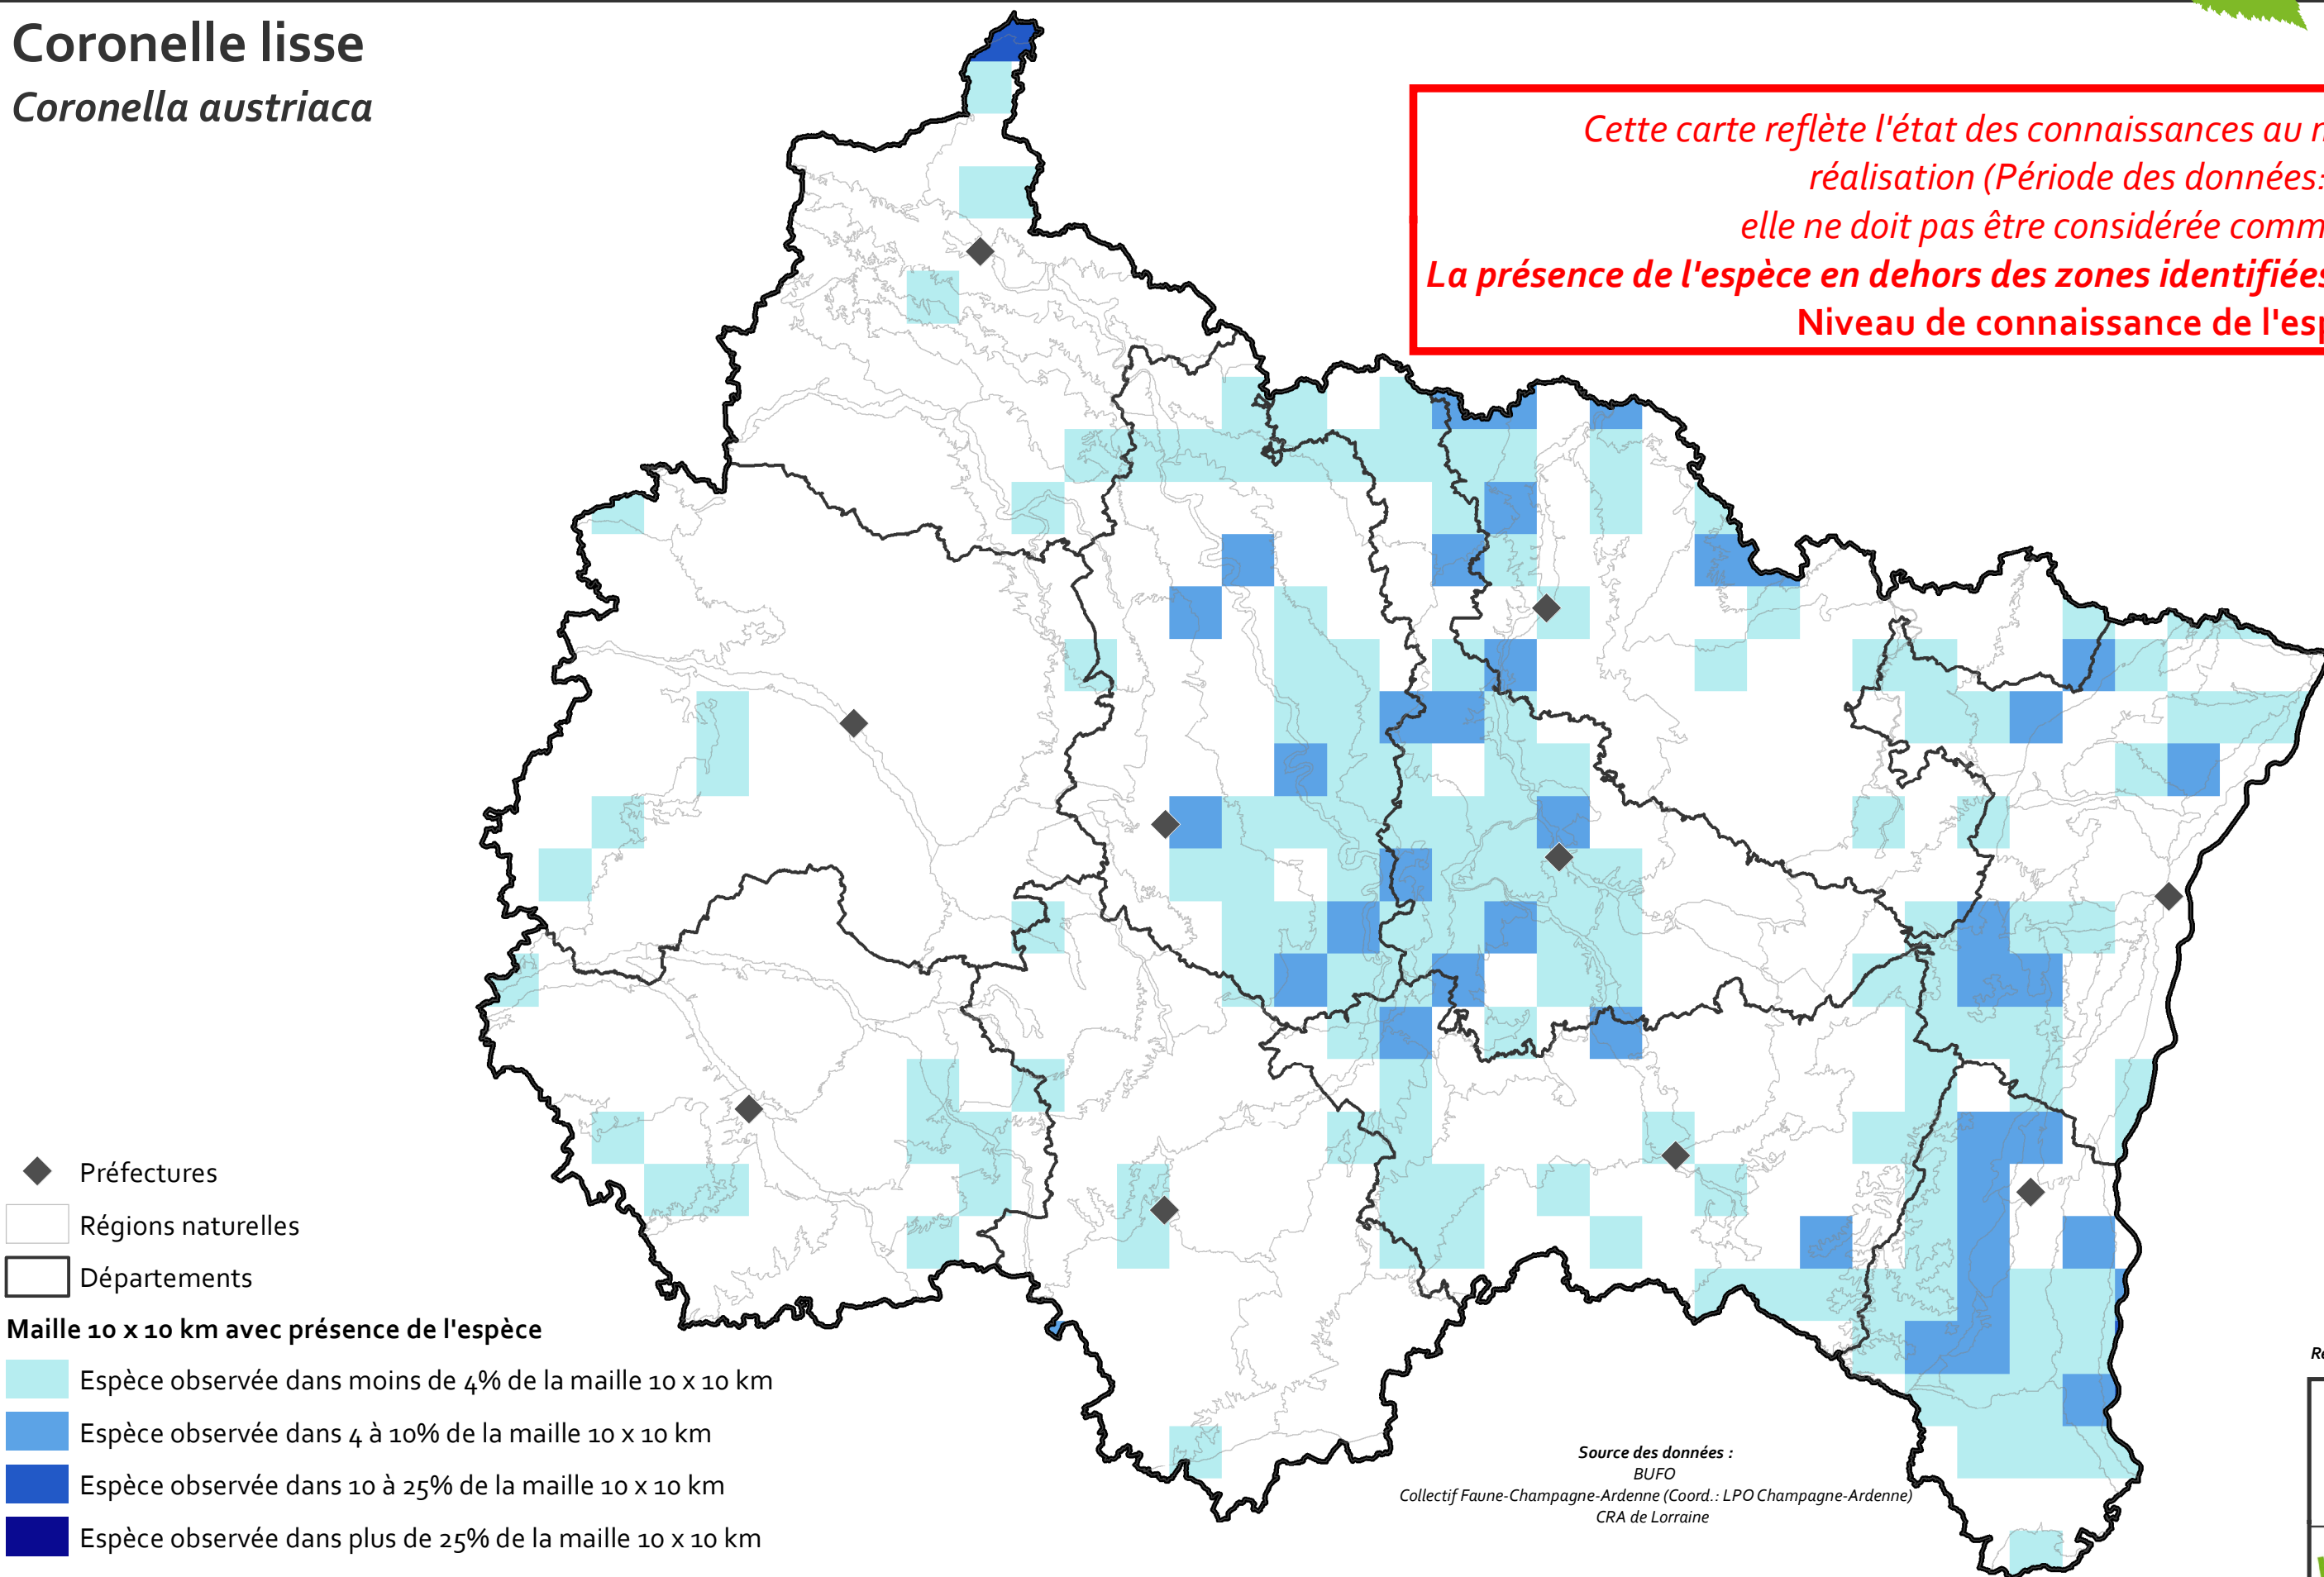 Coronelle lisse
Coronella austriaca
Cette carte reflète l'état des connaissances au
réalisation (Période des données:
elle ne doit pas être considérée comm
La présence de l'espèce en dehors des zones identifiées
Niveau de connaissance de l'esp
Préfectures
Régions naturelles
Départements
Maille 10 x 10 km avec présence de l'espèce
Espèce observée dans moins de 4% de la maille 10 x 10 km
Espèce observée dans 4 à 10% de la maille 10 x 10 km
Espèce observée dans 10 à 25% de la maille 10 x 10 km
Espèce observée dans plus de 25% de la maille 10 x 10 km
Source des données :
BUFO
Collectif Faune-Champagne-Ardenne (Coord.: LPO Champagne-Ardenne)
CRA de Lorraine